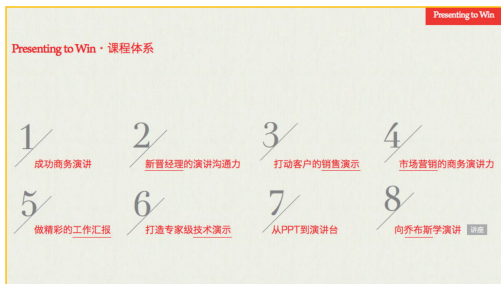 Presenting to Win
Presenting to Win · 课程体系
1 成功商务演讲
2 新晋经理的演讲沟通力
3 打动客户的销售演示
4 市场营销的商务演讲力
5 做精彩的工作汇报
6 打造专家级技术演示
7 从PPT到演讲台
8 向乔布斯学演讲 讲座